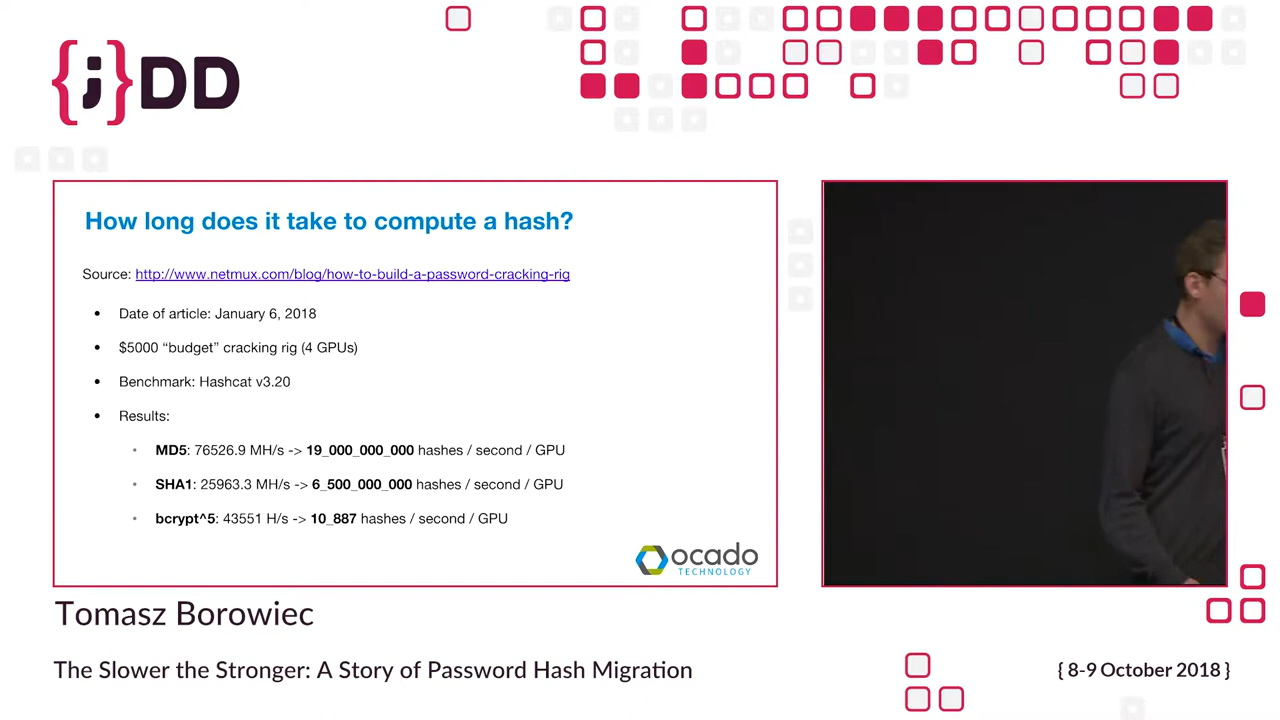 {j}DD
How long does it take to compute a hash?
Source: http://www.netmux.com/blog/how-to-build-a-password-cracking-rig
• Date of article: January 6, 2018
• $5000 “budget” cracking rig (4 GPUs)
• Benchmark: Hashcat v3.20
• Results:
• MD5: 76526.9 MH/s -> 19_000_000_000 hashes / second / GPU
• SHA1: 25963.3 MH/s -> 6_500_000_000 hashes / second / GPU
• bcrypt^5: 43551 H/s -> 10_887 hashes / second / GPU
ocado
TECHNOLOGY
Tomasz Borowiec
The Slower the Stronger: A Story of Password Hash Migration
{ 8-9 October 2018 }